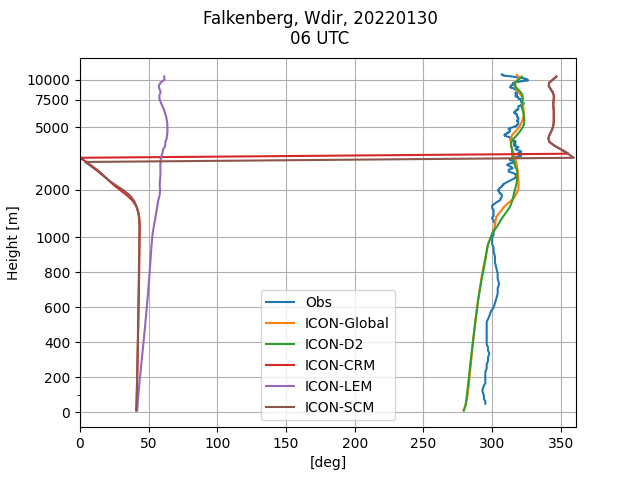 Falkenberg, Wdir, 20220130
06 UTC
Height [m]
10000
7500
5000
2000
1000
800
600
400
200
0
Obs
ICON-Global
ICON-D2
ICON-CRM
ICON-LEM
ICON-SCM
0 50 100 150 200 250 300 350
[deg]